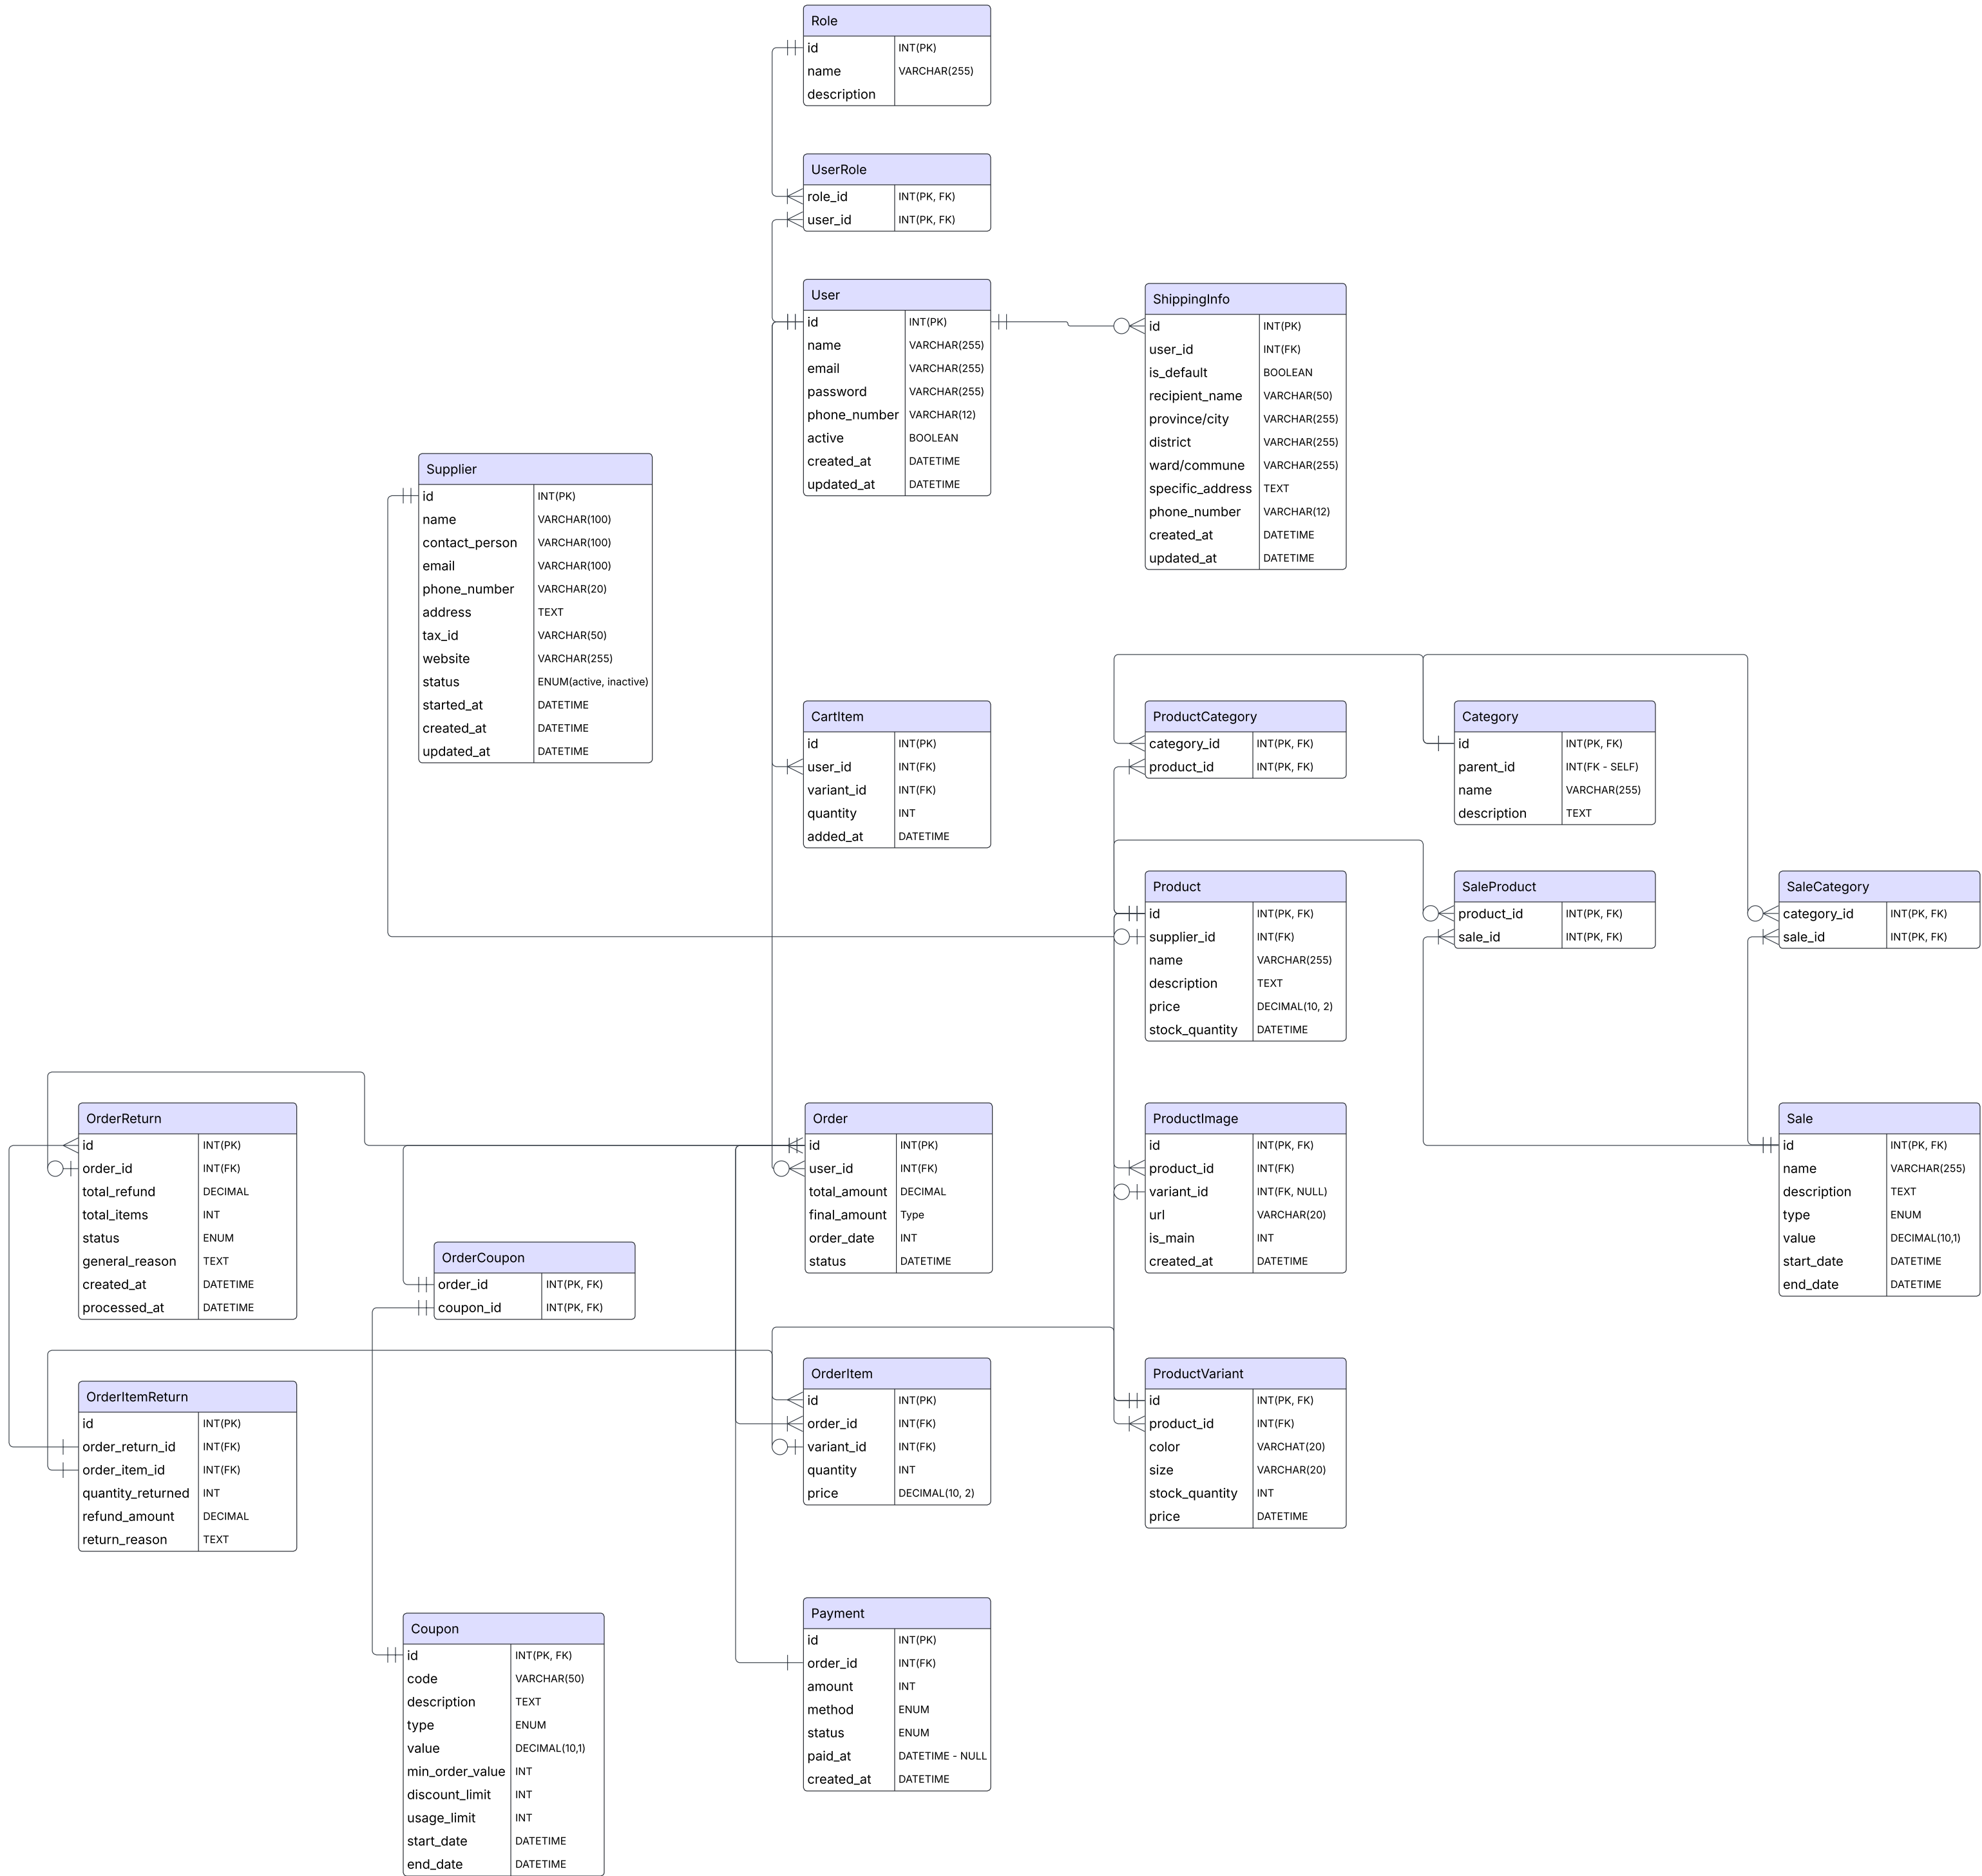 Role
id INT(PK)
name VARCHAR(255)
description
UserRole
role_id INT(PK, FK)
user_id INT(PK, FK)
User
id INT(PK)
name VARCHAR(255)
email VARCHAR(255)
password VARCHAR(255)
phone_number VARCHAR(12)
active BOOLEAN
created_at DATETIME
updated_at DATETIME
ShippingInfo
id INT(PK)
user_id INT(FK)
is_default BOOLEAN
recipient_name VARCHAR(50)
province/city VARCHAR(255)
district VARCHAR(255)
ward/commune VARCHAR(255)
specific_address TEXT
phone_number VARCHAR(12)
created_at DATETIME
updated_at DATETIME
Supplier
id INT(PK)
name VARCHAR(100)
contact_person VARCHAR(100)
email VARCHAR(100)
phone_number VARCHAR(20)
address TEXT
tax_id VARCHAR(50)
website VARCHAR(255)
status ENUM(active, inactive)
started_at DATETIME
created_at DATETIME
updated_at DATETIME
CartItem
id INT(PK)
user_id INT(FK)
variant_id INT(FK)
quantity INT
added_at DATETIME
ProductCategory
category_id INT(PK, FK)
product_id INT(PK, FK)
Category
id INT(PK, FK)
parent_id INT(FK - SELF)
name VARCHAR(255)
description TEXT
Product
id INT(PK, FK)
supplier_id INT(FK)
name VARCHAR(255)
description TEXT
price DECIMAL(10, 2)
stock_quantity DATETIME
SaleProduct
product_id INT(PK, FK)
sale_id INT(PK, FK)
SaleCategory
category_id INT(PK, FK)
sale_id INT(PK, FK)
OrderReturn
id INT(PK)
order_id INT(FK)
total_refund DECIMAL
total_items INT
status ENUM
general_reason TEXT
created_at DATETIME
processed_at DATETIME
Order
id INT(PK)
user_id INT(FK)
total_amount DECIMAL
final_amount Type
order_date INT
status DATETIME
ProductImage
id INT(PK, FK)
product_id INT(FK)
variant_id INT(FK, NULL)
url VARCHAR(20)
is_main INT
created_at DATETIME
Sale
id INT(PK, FK)
name VARCHAR(255)
description TEXT
type ENUM
value DECIMAL(10,1)
start_date DATETIME
end_date DATETIME
OrderCoupon
order_id INT(PK, FK)
coupon_id INT(PK, FK)
OrderItemReturn
id INT(PK)
order_return_id INT(FK)
order_item_id INT(FK)
quantity_returned INT
refund_amount DECIMAL
return_reason TEXT
OrderItem
id INT(PK)
order_id INT(FK)
variant_id INT(FK)
quantity INT
price DECIMAL(10, 2)
ProductVariant
id INT(PK, FK)
product_id INT(FK)
color VARCHAT(20)
size VARCHAR(20)
stock_quantity INT
price DATETIME
Coupon
id INT(PK, FK)
code VARCHAR(50)
description TEXT
type ENUM
value DECIMAL(10,1)
min_order_value INT
discount_limit INT
usage_limit INT
start_date DATETIME
end_date DATETIME
Payment
id INT(PK)
order_id INT(FK)
amount INT
method ENUM
status ENUM
paid_at DATETIME - NULL
created_at DATETIME